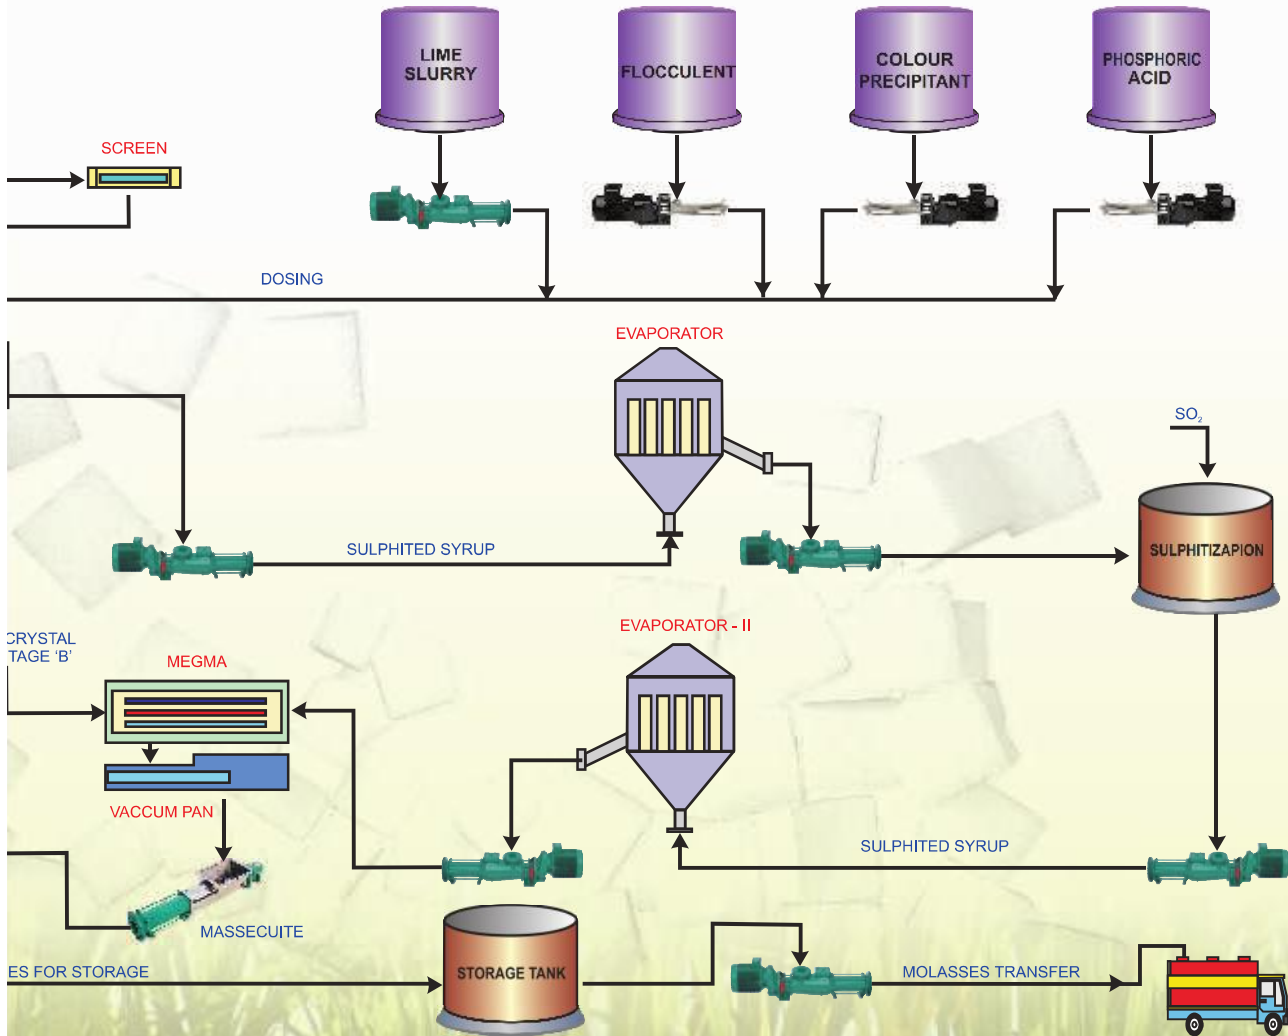 LIME
SLURRY
FLOCCULENT
COLOUR
PRECIPITANT
PHOSPHORIC
ACID
SCREEN
DOSING
EVAPORATOR
SO₂
SULPHITED SYRUP
SULPHITIZAPION
CRYSTAL
TAGE 'B'
MEGMA
EVAPORATOR - II
VACCUM PAN
SULPHITED SYRUP
MASSECUITE
ES FOR STORAGE
STORAGE TANK
MOLASSES TRANSFER